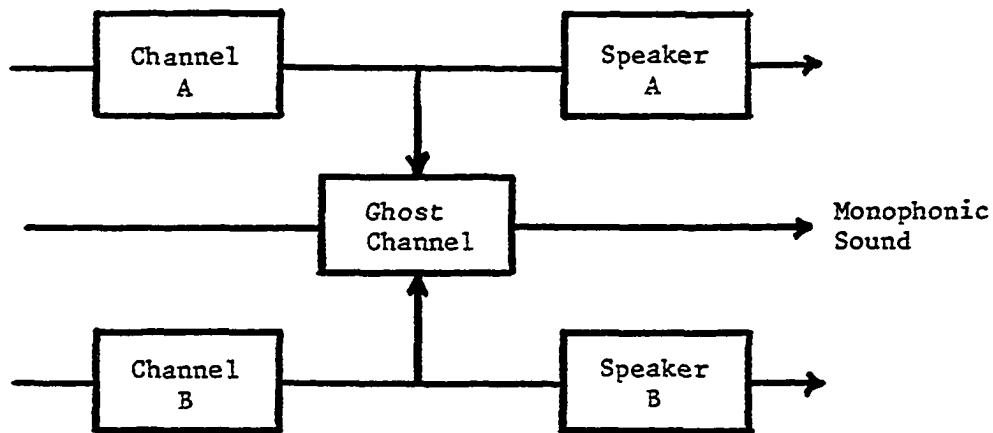 Channel
A
Speaker
A
Ghost
Channel
Monophonic
Sound
Channel
B
Speaker
B